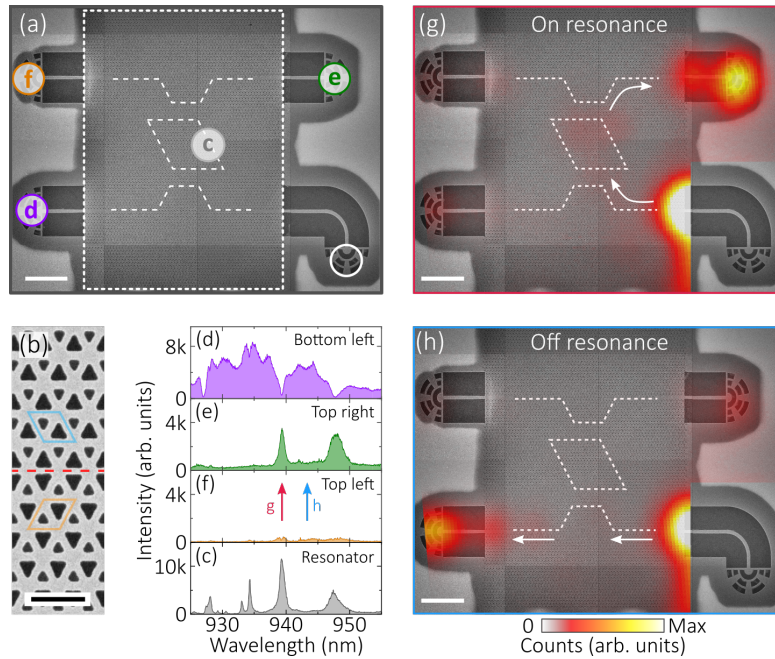 (a)
f
e
c
d
(b)
Intensity (arb. units)
8k
0
(d)
Bottom left
4k
0
(e)
Top right
4k
0
(f)
Top left
g
h
10k
0
(c)
Resonator
930
940
950
Wavelength (nm)
(g)
On resonance
(h)
Off resonance
0
Max
Counts (arb. units)